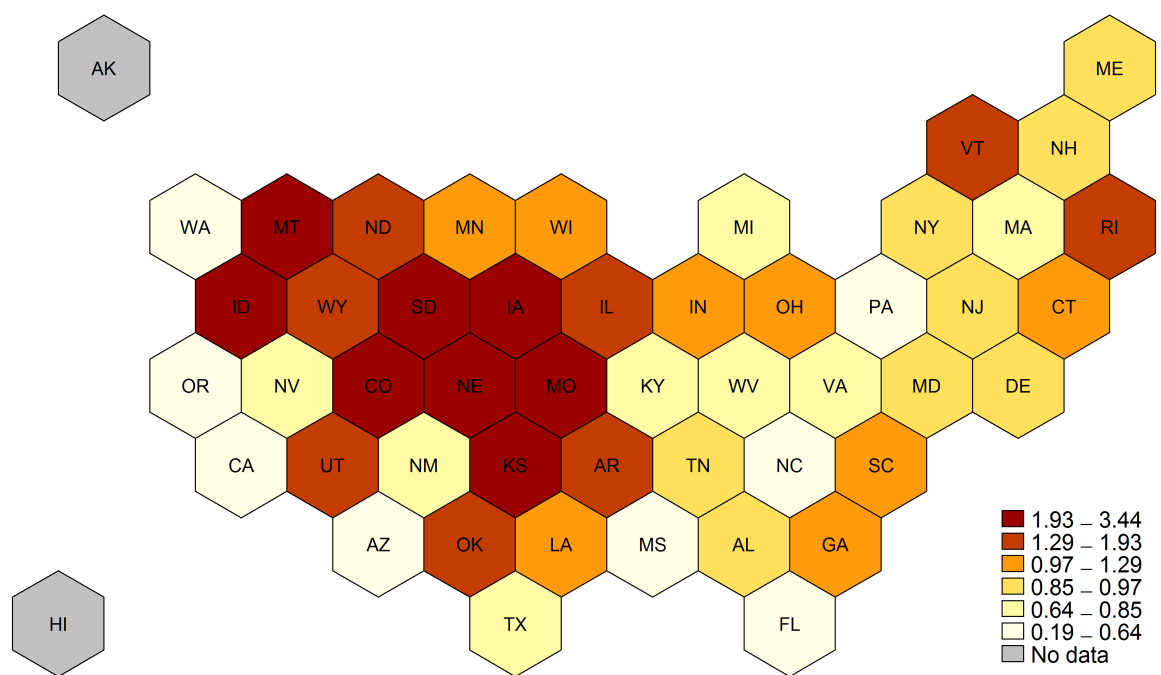 AK
ME
VT NH
WA MT ND MN WI MI NY MA RI
ID WY SD IA IL IN OH PA NJ CT
OR NV CO NE MO KY WV VA MD DE
CA UT NM KS AR TN NC SC
AZ OK LA MS AL GA
HI TX FL
1.93 – 3.44
1.29 – 1.93
0.97 – 1.29
0.85 – 0.97
0.64 – 0.85
0.19 – 0.64
No data